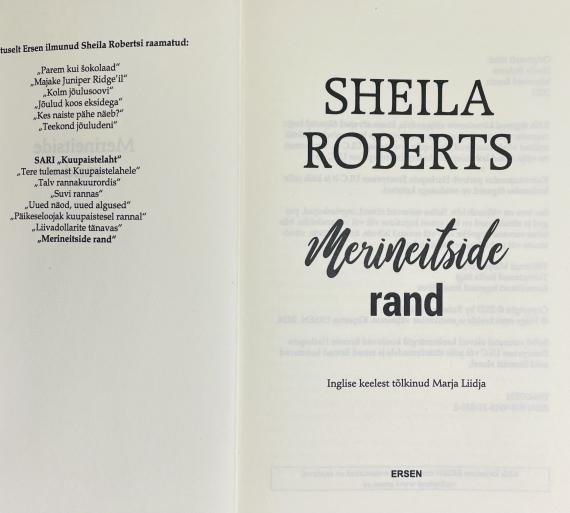 tuselt Ersen ilmunud Sheila Robertsi raamatud:
„Parem kui šokolaad“
„Majake Juniper Ridge’il“
„Kolm jõulusoovi“
„Jõulud koos eksidega“
„Kes naiste pähe näeb?“
„Teekond jõuludeni“
SARI „Kuupaistelaht“
„Tere tulemast Kuupaistelahele“
„Talv rannakuurordis“
„Suvi rannas“
„Uued näod, uued algused“
„Päikeseloojak kuupaistesel rannal“
„Liivadollarite tänavas“
„Merineitside rand“
SHEILA
ROBERTS
Merineitside
rand
Inglise keelest tõlkinud Marja Liidja
ERSEN